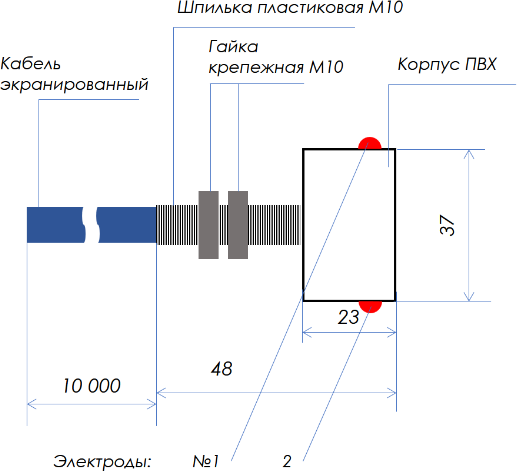 Шпилька пластиковая М10
Гайка
крепежная М10
Кабель
экранированный
Корпус ПВХ
37
23
48
10 000
Электроды: №1 2